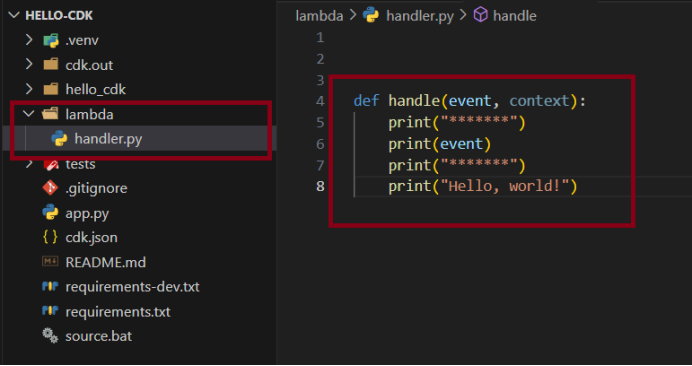 HELLO-CDK
.venv
cdk.out
hello_cdk
lambda
handler.py
tests
.gitignore
app.py
{} cdk.json
README.md
requirements-dev.txt
requirements.txt
source.bat
lambda > handler.py > handle
1
2
3
4 def handle(event, context):
5     print("*******")
6     print(event)
7     print("*******")
8     print("Hello, world!")